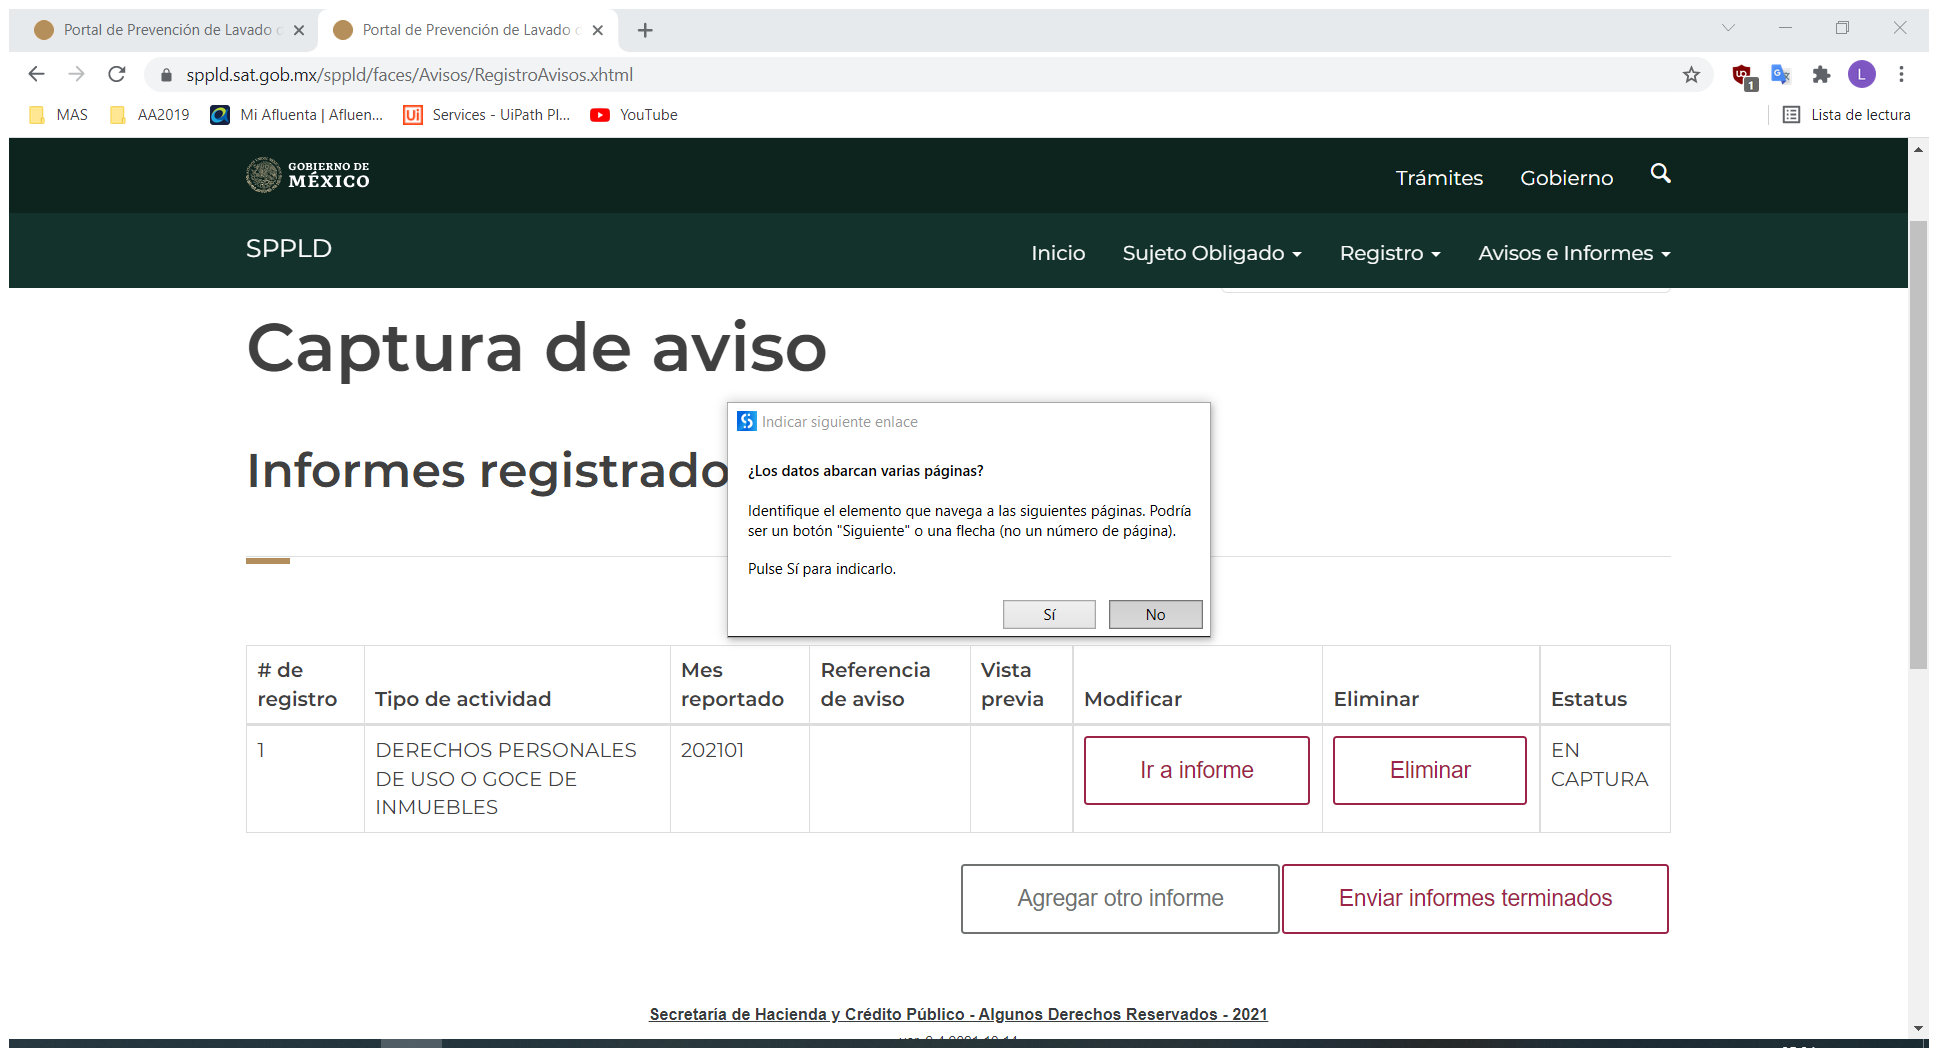 Portal de Prevención de Lavado
Portal de Prevención de Lavado
sppld.sat.gob.mx/sppld/faces/Avisos/RegistroAvisos.xhtml
1
L
MAS
AA2019
Mi Afluenta | Afluen...
Ui
Services - UiPath Pl...
YouTube
Lista de lectura
GOBIERNO DE
MÉXICO
Trámites
Gobierno
SPPLD
Inicio
Sujeto Obligado
Registro
Avisos e Informes
Captura de aviso
Informes registrado
Indicar siguiente enlace
¿Los datos abarcan varias páginas?
Identifique el elemento que navega a las siguientes páginas. Podría
ser un botón "Siguiente" o una flecha (no un número de página).
Pulse Sí para indicarlo.
Sí
No
# de
registro
Tipo de actividad
Mes
reportado
Referencia
de aviso
Vista
previa
Modificar
Eliminar
Estatus
1
DERECHOS PERSONALES
DE USO O GOCE DE
INMUEBLES
202101
Ir a informe
Eliminar
EN
CAPTURA
Agregar otro informe
Enviar informes terminados
Secretaría de Hacienda y Crédito Público - Algunos Derechos Reservados - 2021